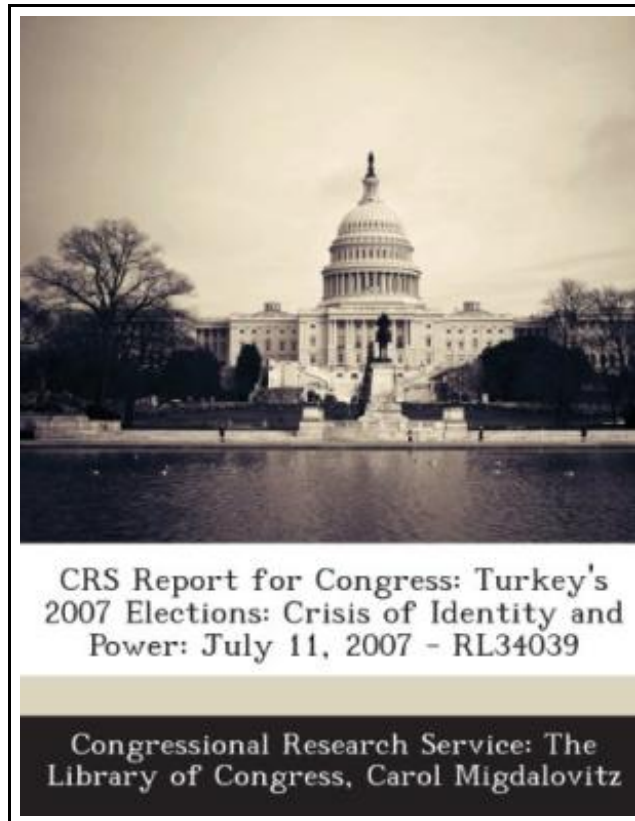 CRS Report for Congress: Turkey's
2007 Elections: Crisis of Identity and
Power: July 11, 2007 - RL34039
Congressional Research Service: The
Library of Congress, Carol Migdalovitz